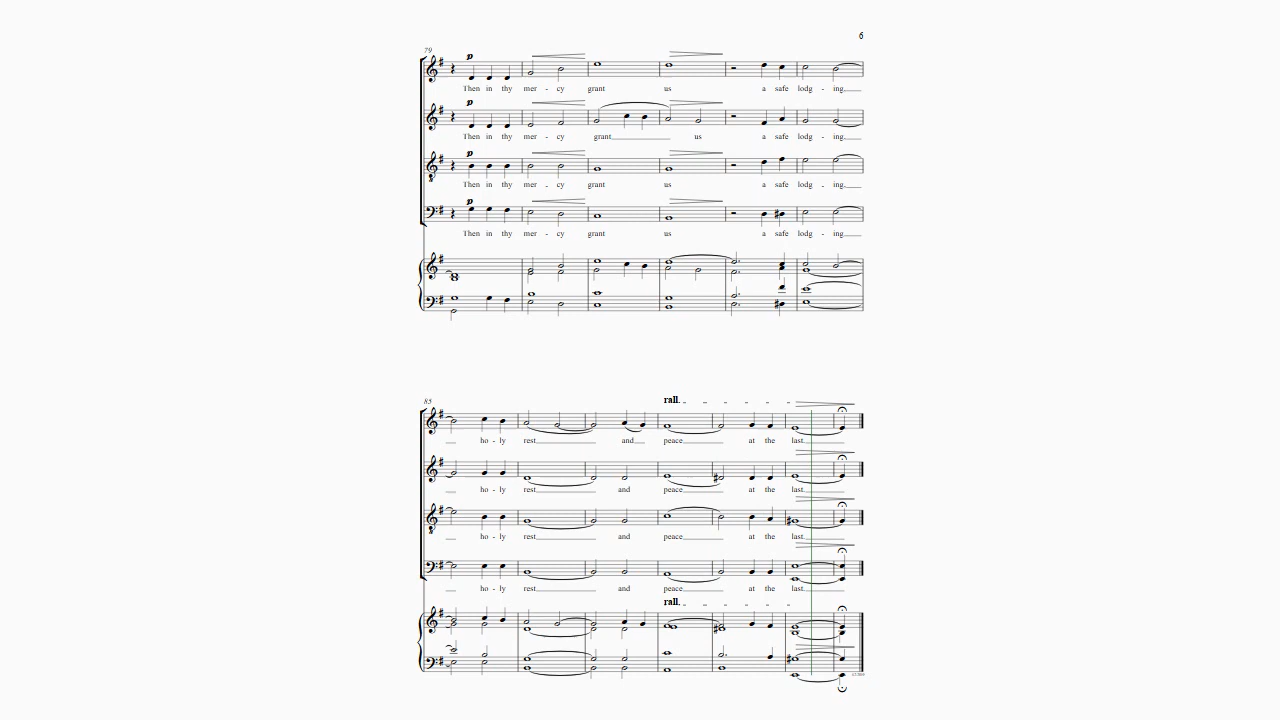 6
79
p
Then in thy mer - cy grant us a safe lodg - ing
p
Then in thy mer - cy grant us a safe lodg - ing
p
Then in thy mer - cy grant us a safe lodg - ing
p
Then in thy mer - cy grant us a safe lodg - ing
85
rall.
ho - ly rest and peace at the last
ho - ly rest and peace at the last
ho - ly rest and peace at the last
ho - ly rest and peace at the last
rall.